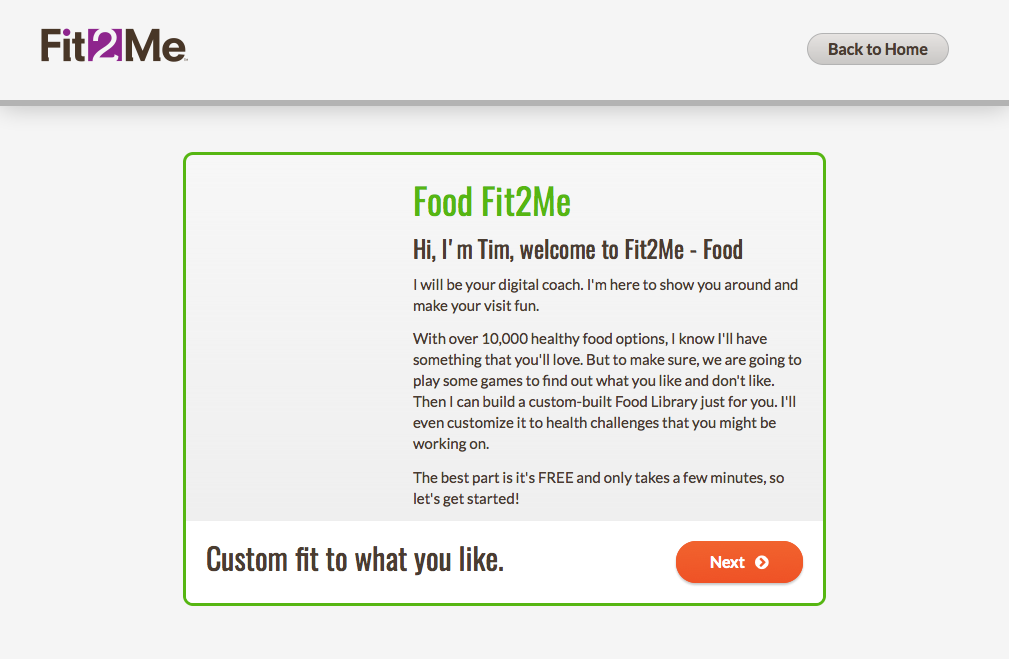 Fit2Me
Back to Home
Food Fit2Me
Hi, I'm Tim, welcome to Fit2Me - Food
I will be your digital coach. I'm here to show you around and
make your visit fun.
With over 10,000 healthy food options, I know I'll have
something that you'll love. But to make sure, we are going to
play some games to find out what you like and don't like.
Then I can build a custom-built Food Library just for you. I'll
even customize it to health challenges that you might be
working on.
The best part is it's FREE and only takes a few minutes, so
let's get started!
Custom fit to what you like.
Next